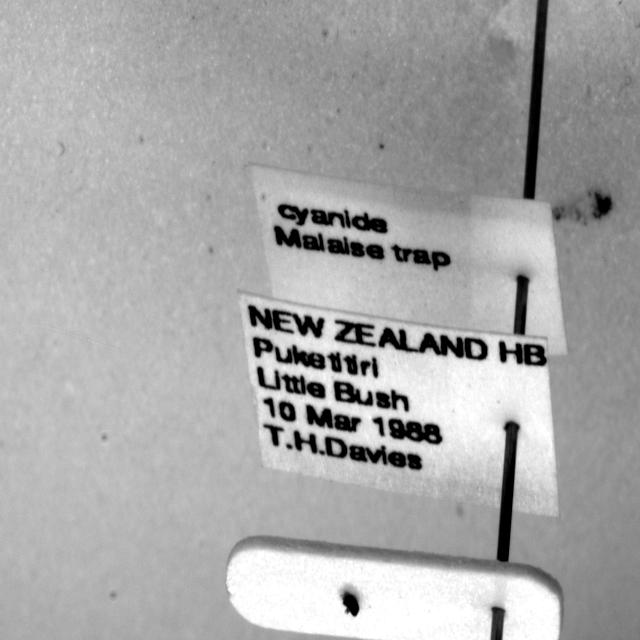 cyanide
Malaise trap
NEW ZEALAND HB
Puketitiri
Little Bush
10 Mar 1988
T.H.Davies